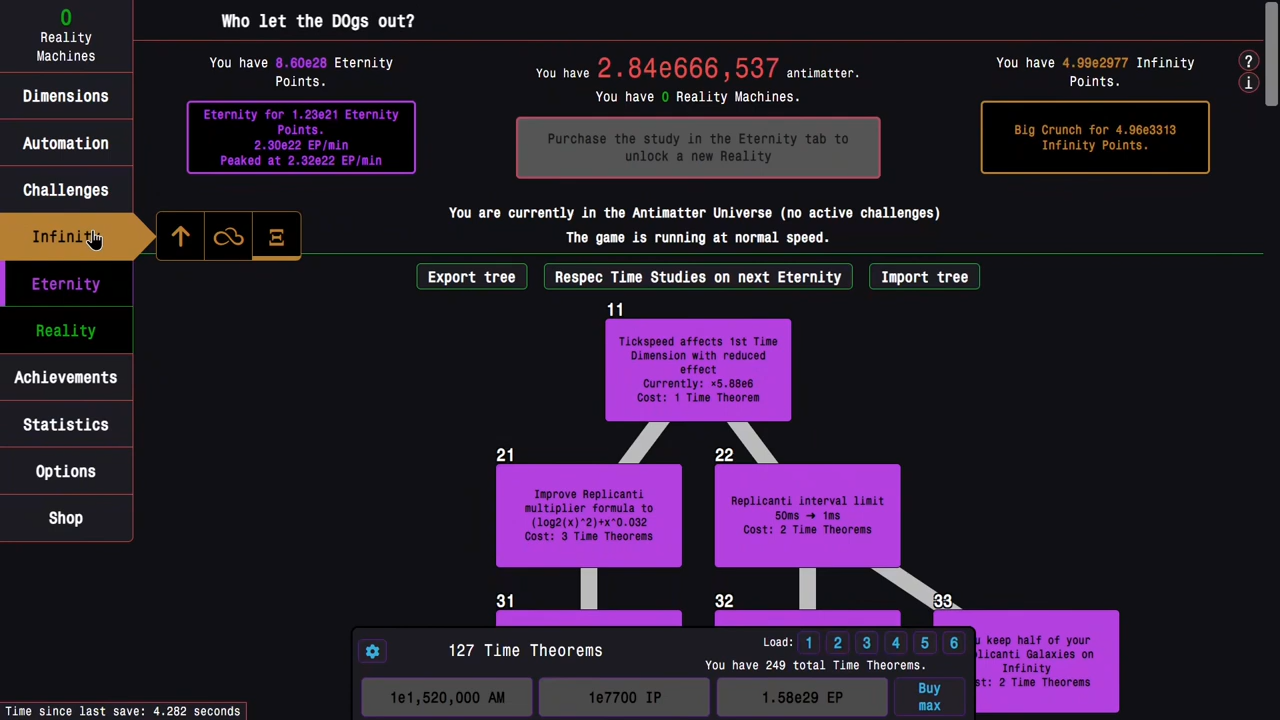 0
Reality
Machines
Dimensions
Automation
Challenges
Infinity
Eternity
Reality
Achievements
Statistics
Options
Shop
Who let the DOgs out?
You have 8.60e28 Eternity
Points.
Eternity for 1.23e21 Eternity
Points.
2.30e22 EP/min
Peaked at 2.32e22 EP/min
You have 2.84e666,537 antimatter.
You have 0 Reality Machines.
Purchase the study in the Eternity tab to
unlock a new Reality
You have 4.99e2977 Infinity
Points.
Big Crunch for 4.96e3313
Infinity Points.
?
i
You are currently in the Antimatter Universe (no active challenges)
The game is running at normal speed.
Export tree
Respec Time Studies on next Eternity
Import tree
11
Tickspeed affects 1st Time
Dimension with reduced
effect
Currently: ×5.88e6
Cost: 1 Time Theorem
21
Improve Replicanti
multiplier formula to
(log2(x)^2)+x^0.032
Cost: 3 Time Theorems
22
Replicanti interval limit
50ms → 1ms
Cost: 2 Time Theorems
31
32
33
keep half of your
Galaxies on
Infinity
2 Time Theorems
127 Time Theorems
Load: 1 2 3 4 5 6
You have 249 total Time Theorems.
1e1,520,000 AM
1e7700 IP
1.58e29 EP
Buy
max
Time since last save: 4.282 seconds